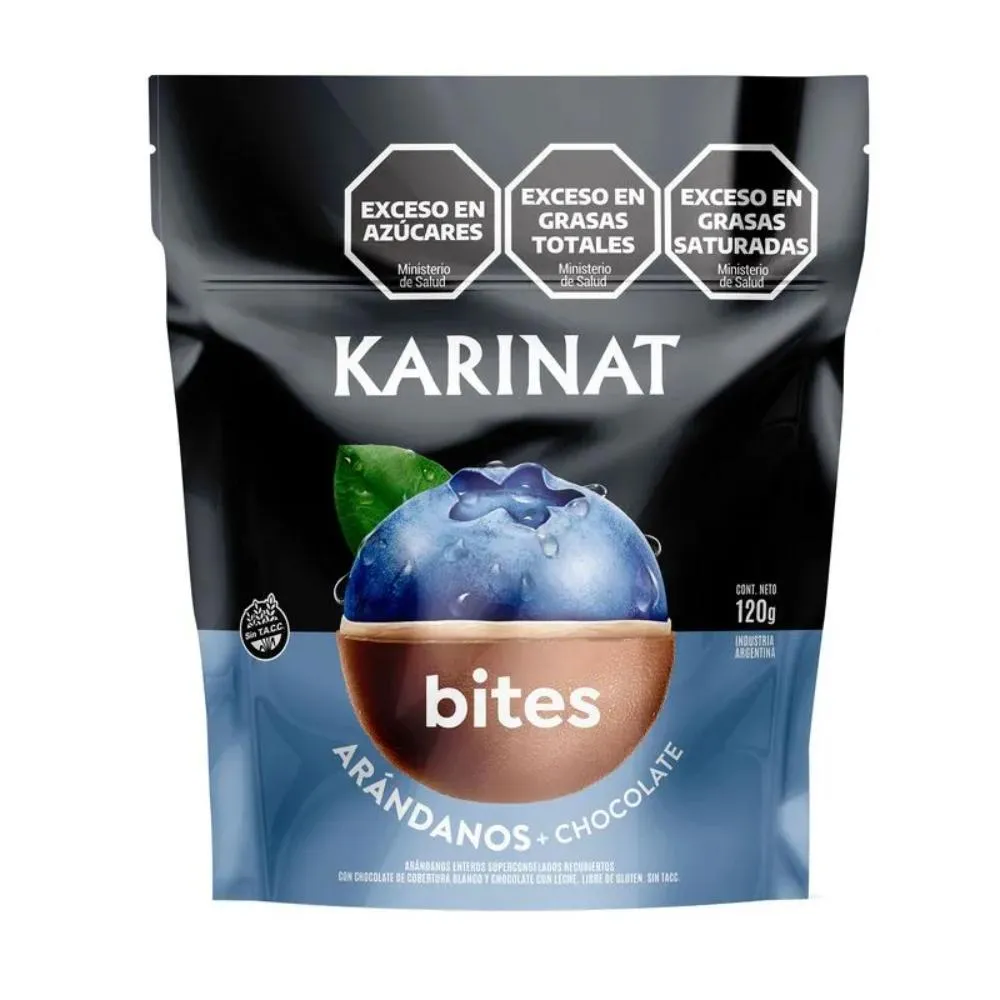 EXCESO EN
AZÚCARES
Ministerio
de Salud
EXCESO EN
GRASAS
TOTALES
Ministerio
de Salud
EXCESO EN
GRASAS
SATURADAS
Ministerio
de Salud
KARINAT
CONT. NETO
120g
INDUSTRIA
ARGENTINA
Sin T.A.C.C.
bites
ARÁNDANOS + CHOCOLATE
ARÁNDANOS ENTEROS SUPERCONGELADOS RECUBIERTOS
CON CHOCOLATE DE COBERTURA BLANCO Y CHOCOLATE CON LECHE. LIBRE DE GLUTEN. SIN TACC.